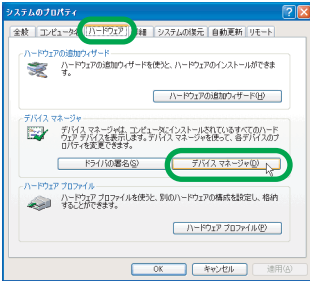 システムのプロパティ
全般 コンピュータ名 ハードウェア 詳細 システムの復元 自動更新 リモート
ハードウェアの追加ウィザード
ハードウェアの追加ウィザードを使うと、ハードウェアのインストールができま
す。
ハードウェアの追加ウィザード(H)
デバイス マネージャ
デバイス マネージャは、コンピュータにインストールされているすべてのハード
ウェア デバイスを表示します。デバイス マネージャを使って、各デバイスのプ
ロパティを変更できます。
ドライバの署名(S) デバイス マネージャ(D)
ハードウェア プロファイル
ハードウェア プロファイルを使うと、別のハードウェアの構成を設定し、格納
することができます。
ハードウェア プロファイル(P)
OK キャンセル 適用(A)